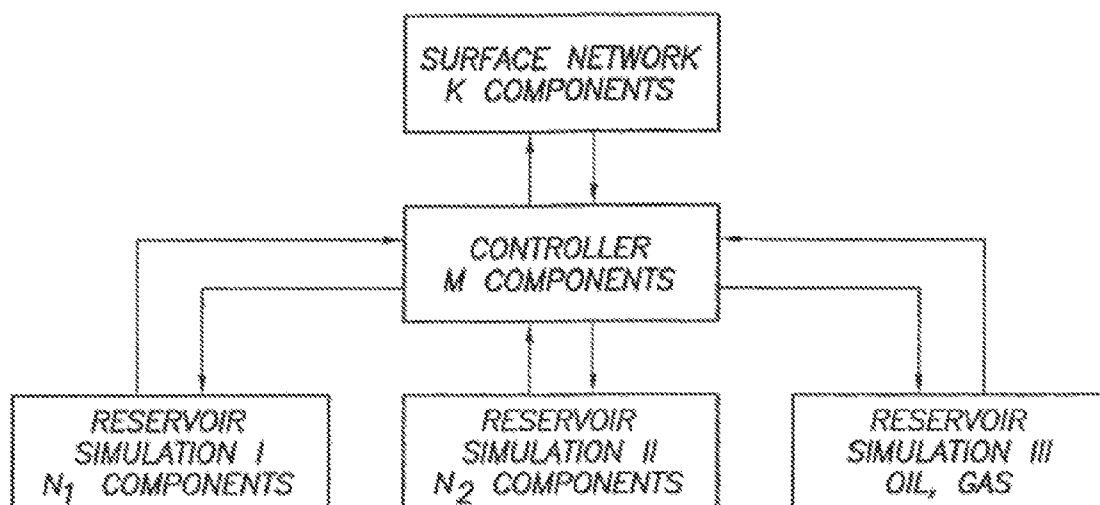 SURFACE NETWORK
K COMPONENTS
CONTROLLER
M COMPONENTS
RESERVOIR
SIMULATION I
N1 COMPONENTS
RESERVOIR
SIMULATION II
N2 COMPONENTS
RESERVOIR
SIMULATION III
OIL, GAS